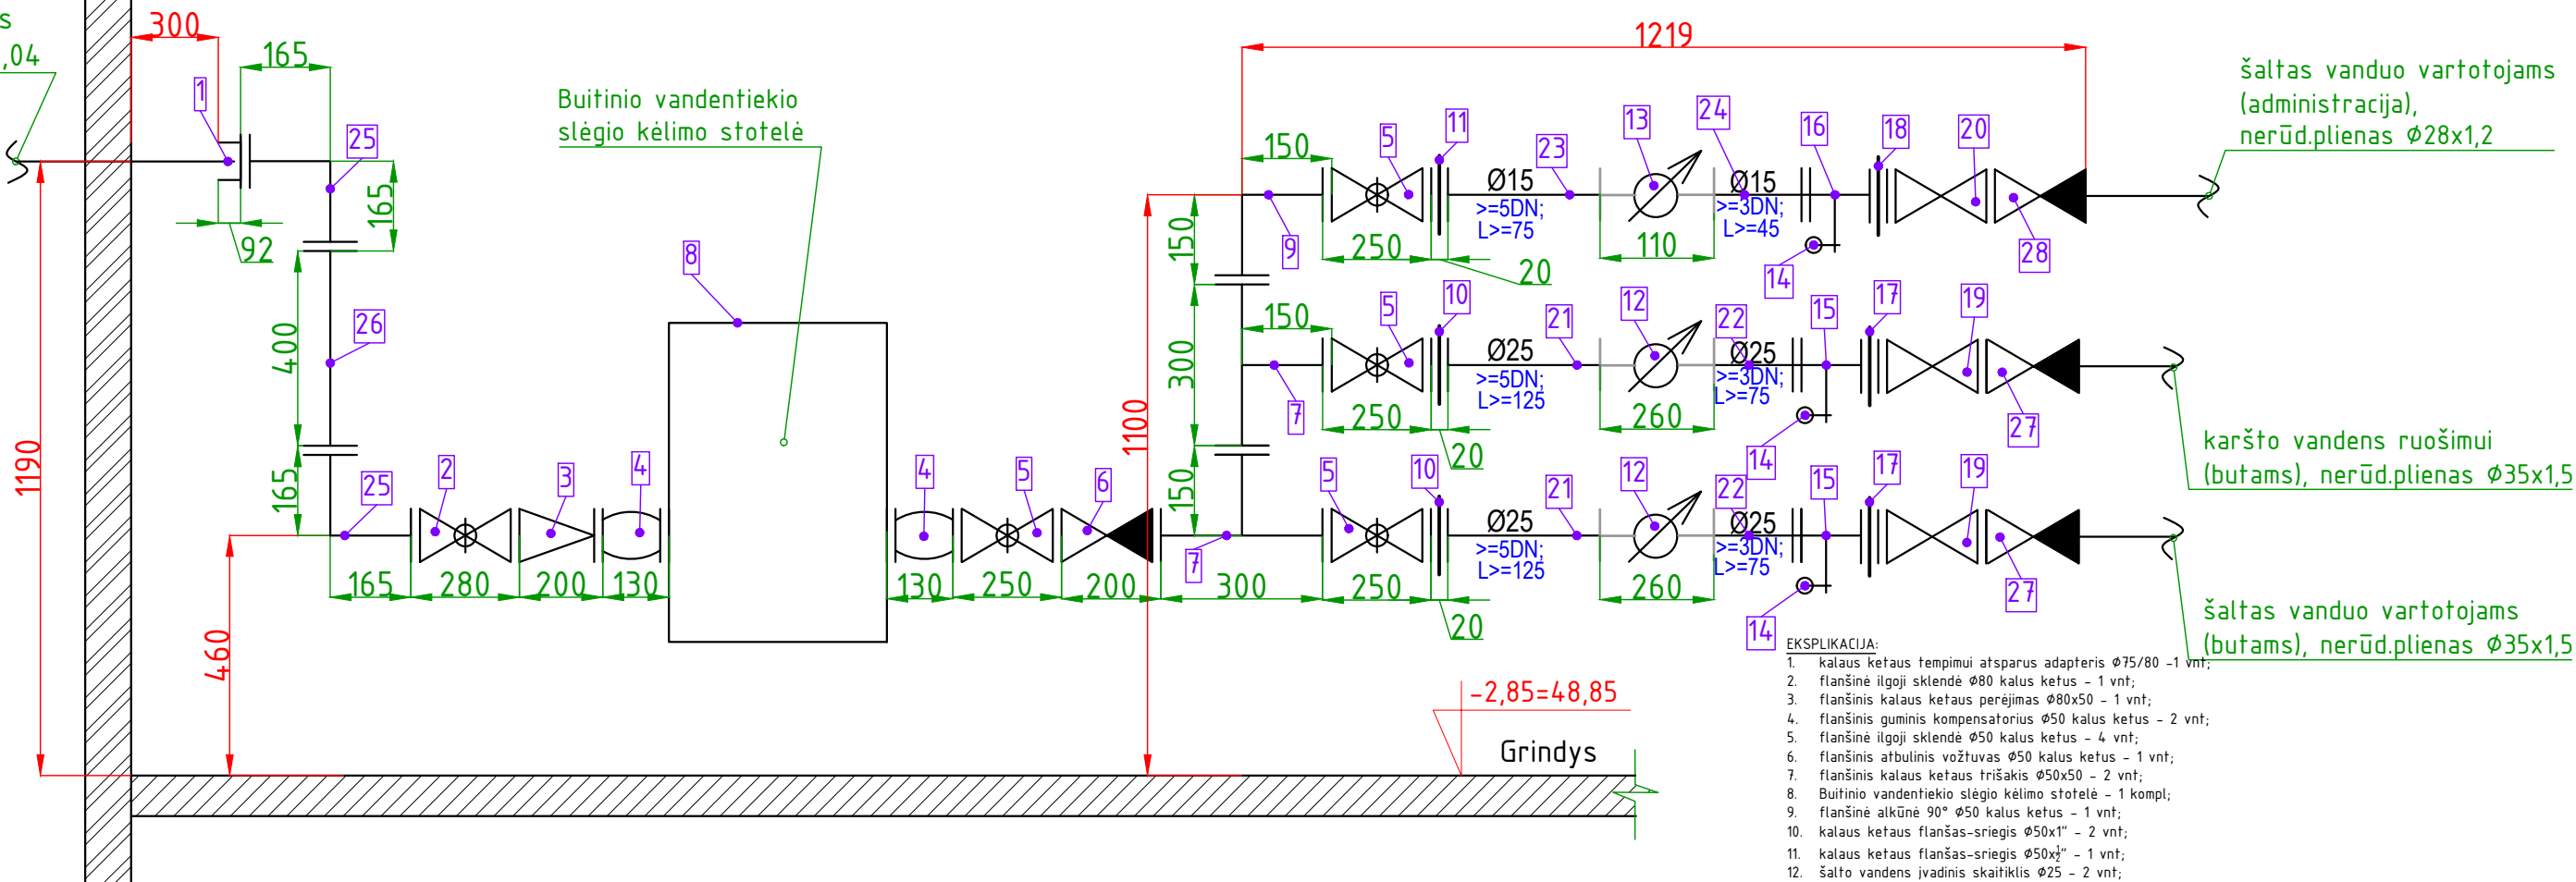 s
,04
300
165
1
25
165
92
400
26
1190
165
25
460
165
280
200
130
2
3
4
Buitinio vandentiekio
slėgio kėlimo stotelė
8
4
5
6
130
250
200
7
300
1100
1219
150
150
9
5
11
250
20
Ø15
>=5DN;
L>=75
23
13
110
24
Ø15
>=3DN;
L>=45
16
14
18
20
28
šaltas vanduo vartotojams
(administracija),
nerūd.plienas Ø28x1,2
300
150
7
5
10
250
20
Ø25
>=5DN;
L>=125
21
12
260
22
Ø25
>=3DN;
L>=75
15
14
17
19
27
karšto vandens ruošimui
(butams), nerūd.plienas Ø35x1,5
150
5
10
250
20
Ø25
>=5DN;
L>=125
21
12
260
22
Ø25
>=3DN;
L>=75
15
14
17
19
27
šaltas vanduo vartotojams
(butams), nerūd.plienas Ø35x1,5
-2,85=48,85
Grindys
EKSPLIKACIJA:
1. kalaus ketaus tempimui atsparus adapteris Ø75/80 -1 vnt;
2. flanšinė ilgoji sklendė Ø80 kalus ketus - 1 vnt;
3. flanšinis kalaus ketaus perėjimas Ø80x50 - 1 vnt;
4. flanšinis guminis kompensatorius Ø50 kalus ketus - 2 vnt;
5. flanšinė ilgoji sklendė Ø50 kalus ketus - 4 vnt;
6. flanšinis atbulinis vožtuvas Ø50 kalus ketus - 1 vnt;
7. flanšinis kalaus ketaus trišakis Ø50x50 - 2 vnt;
8. Buitinio vandentiekio slėgio kėlimo stotelė - 1 kompl;
9. flanšinė alkūnė 90° Ø50 kalus ketus - 1 vnt;
10. kalaus ketaus flanšas-sriegis Ø50x1" - 2 vnt;
11. kalaus ketaus flanšas-sriegis Ø50x½" - 1 vnt;
12. šalto vandens įvadinis skaitiklis Ø25 - 2 vnt;